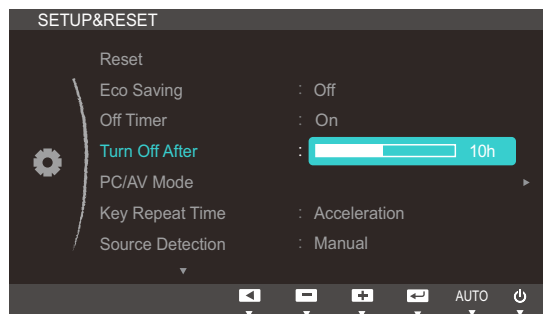 SETUP&RESET
Reset
Eco Saving : Off
Off Timer : On
Turn Off After : 10h
PC/AV Mode
Key Repeat Time : Acceleration
Source Detection : Manual
AUTO